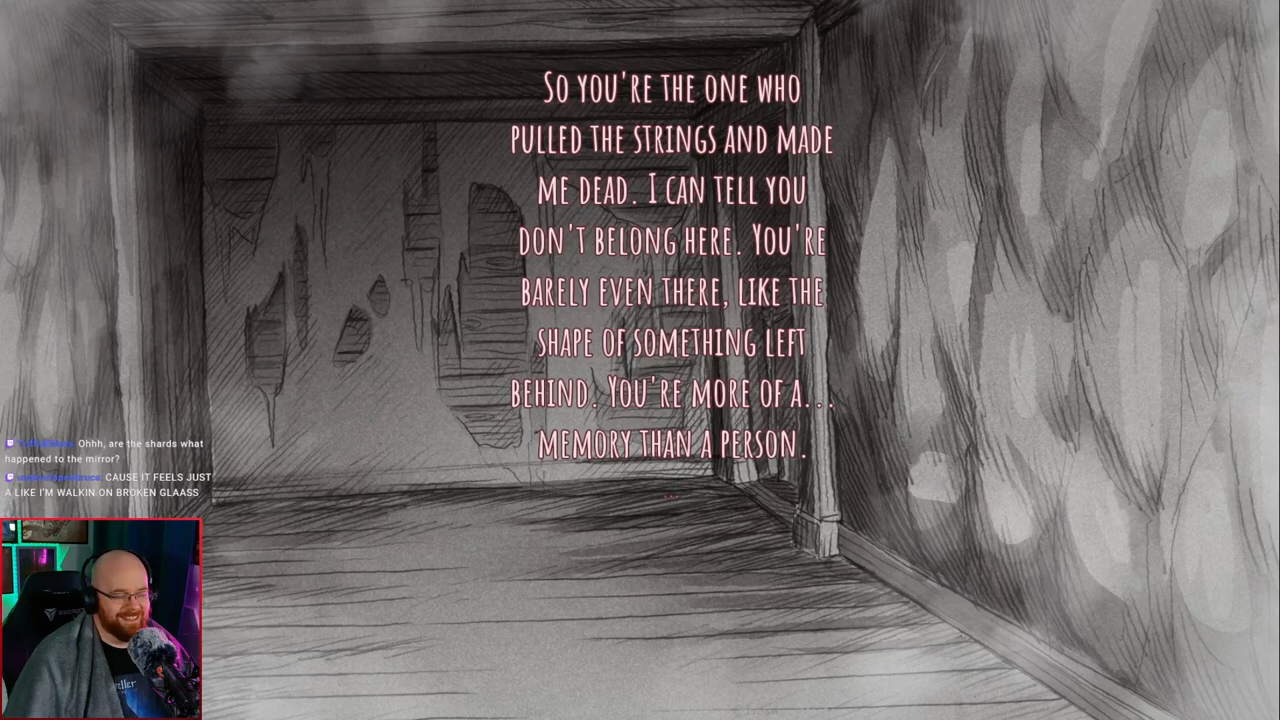 So you're the one who
pulled the strings and made
me dead. I can tell you
don't belong here. You're
barely even there, like the
shape of something left
behind. You're more of a...
memory than a person.
...
Ohhh, are the shards what
happened to the mirror?
CAUSE IT FEELS JUST
A LIKE I'M WALKIN ON BROKEN GLAASS